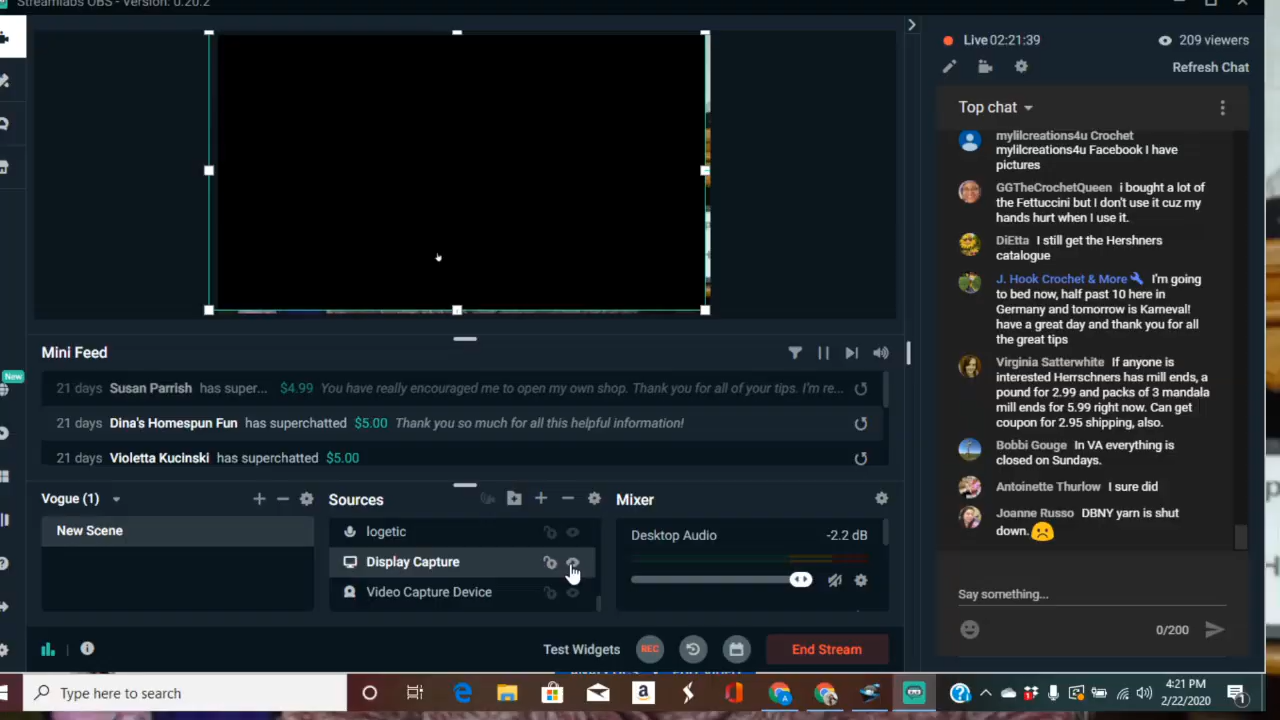 Streamlabs OBS - Version: 0.20.2
Live 02:21:39
209 viewers
Refresh Chat
Top chat
mylilcreations4u Crochet
mylilcreations4u Facebook I have
pictures
GGTheCrochetQueen i bought a lot of
the Fettuccini but I don't use it cuz my
hands hurt when I use it.
DiEtta I still get the Hershners
catalogue
J. Hook Crochet & More I'm going
to bed now, half past 10 here in
Germany and tomorrow is Karneval!
have a great day and thank you for all
the great tips
Virginia Satterwhite If anyone is
interested Herrschners has mill ends, a
pound for 2.99 and packs of 3 mandala
mill ends for 5.99 right now. Can get
coupon for 2.95 shipping, also.
Bobbi Gouge In VA everything is
closed on Sundays.
Antoinette Thurlow I sure did
Joanne Russo DBNY yarn is shut
down.
Say something...
0/200
Mini Feed
New
21 days Susan Parrish has super... $4.99 You have really encouraged me to open my own shop. Thank you for all of your tips. I'm re...
21 days Dina's Homespun Fun has superchatted $5.00 Thank you so much for all this helpful information!
21 days Violetta Kucinski has superchatted $5.00
Vogue (1)
New Scene
Sources
logetic
Display Capture
Video Capture Device
Mixer
Desktop Audio -2.2 dB
Test Widgets
REC
End Stream
Type here to search
4:21 PM
2/22/2020
1